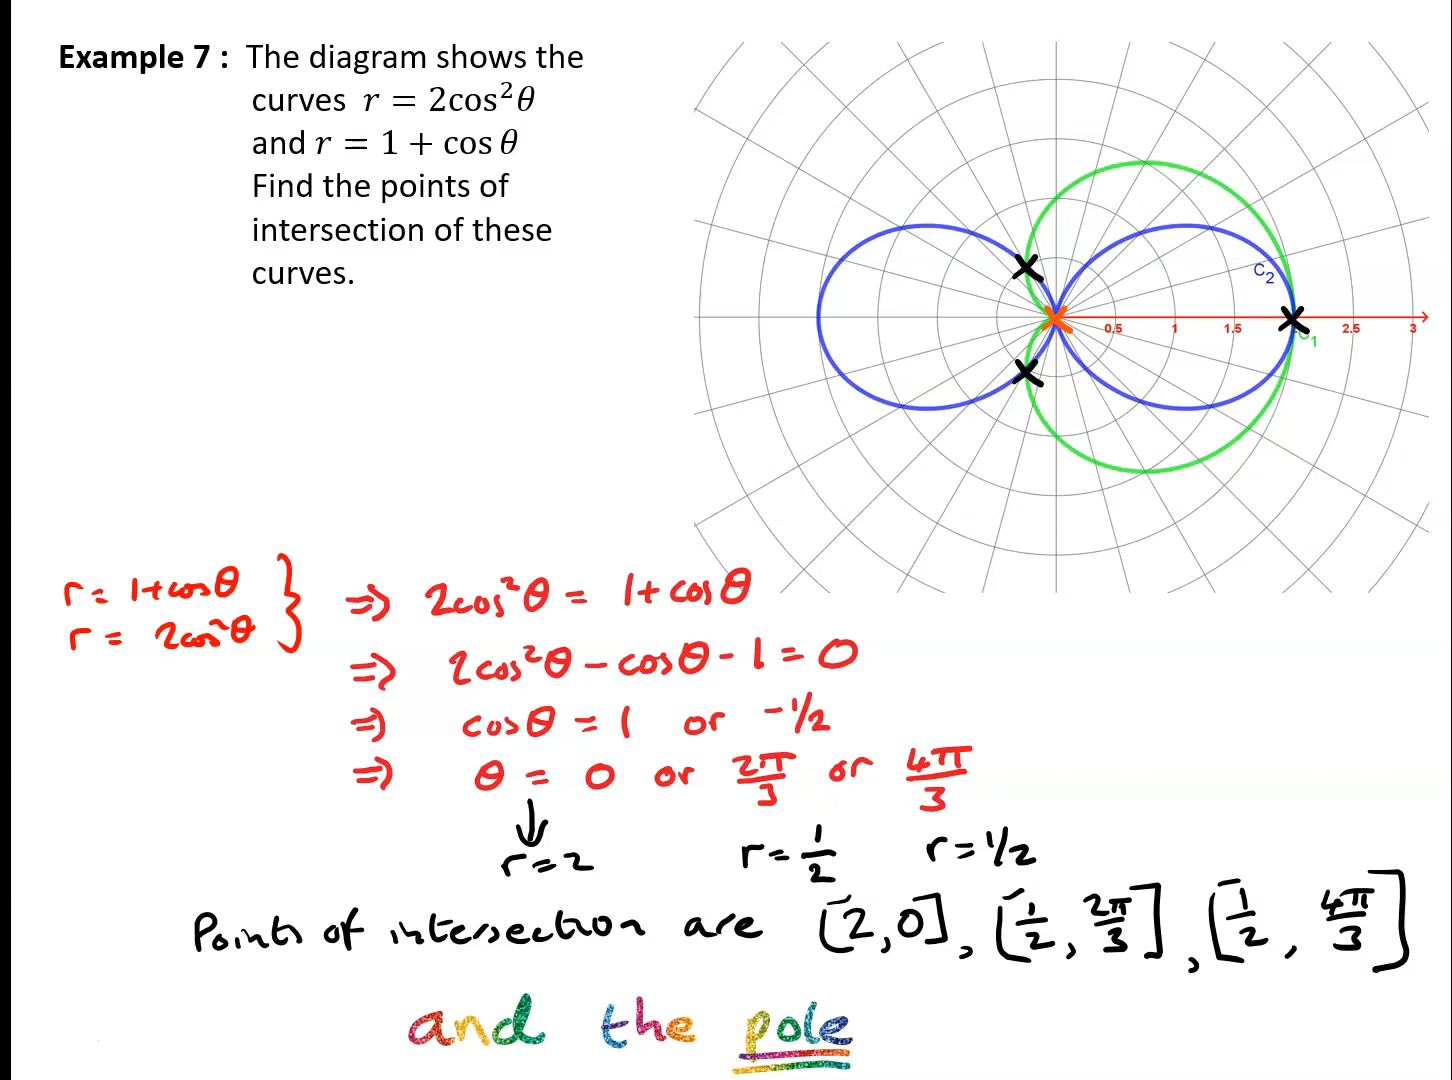 Example 7 : The diagram shows the
curves r = 2cos²θ
and r = 1 + cos θ
Find the points of
intersection of these
curves.
C₂
0.5 1 1.5 2.5 3
C₁
r = 1+cosθ
r = 2cos²θ
} ⇒ 2cos²θ = 1+cosθ
⇒ 2cos²θ – cosθ – 1 = 0
⇒ cosθ = 1 or -1/2
⇒ θ = 0 or 2π/3 or 4π/3
↓
r=2 r=1/2 r=1/2
Points of intersection are [2,0], [1/2, 2π/3], [1/2, 4π/3]
and the pole